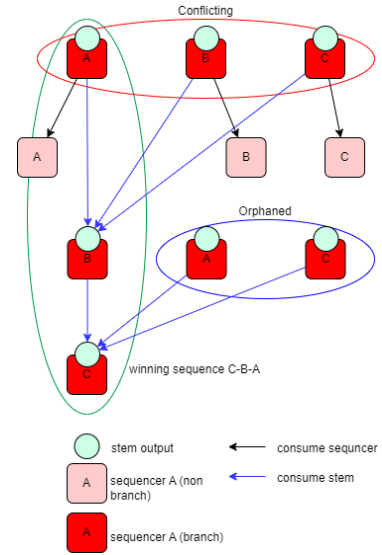 Conflicting
A
B
C
A
B
C
Orphaned
B
A
C
C
winning sequence C-B-A
stem output
consume sequncer
A
sequencer A (non
branch)
consume stem
A
sequencer A (branch)